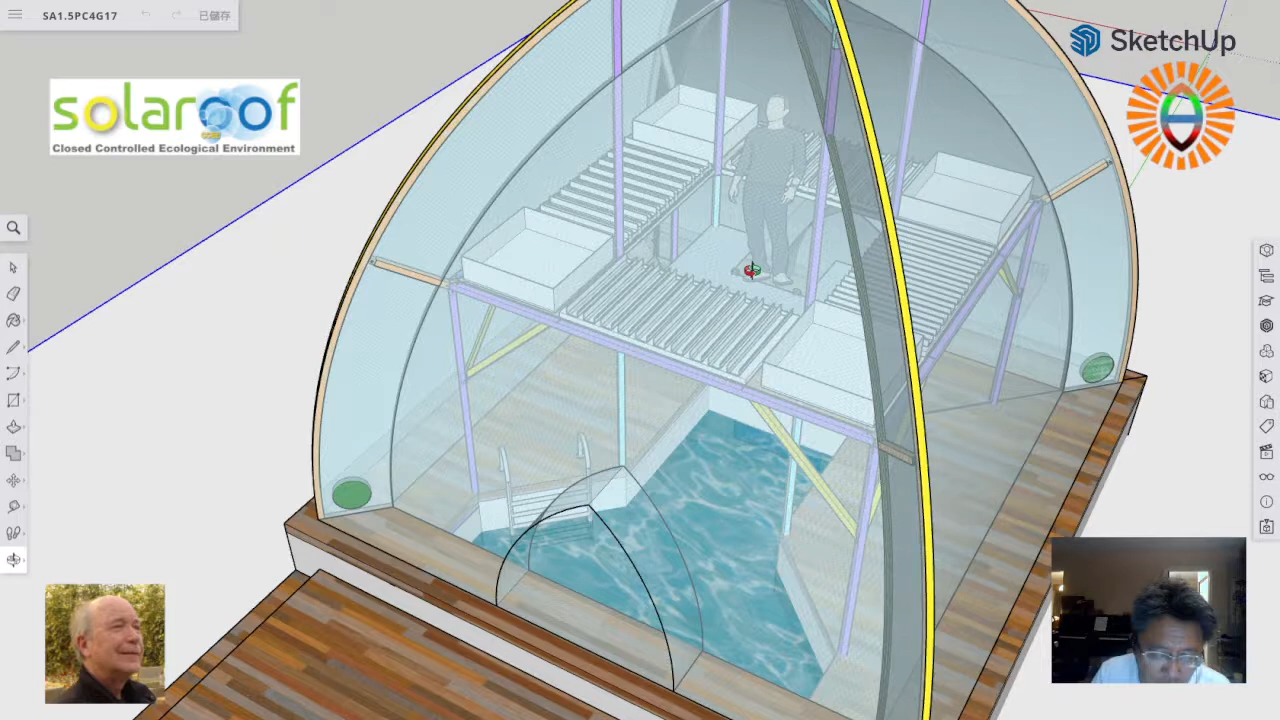 SA1.5PC4G17
已儲存
SketchUp
solaroof
Closed Controlled Ecological Environment